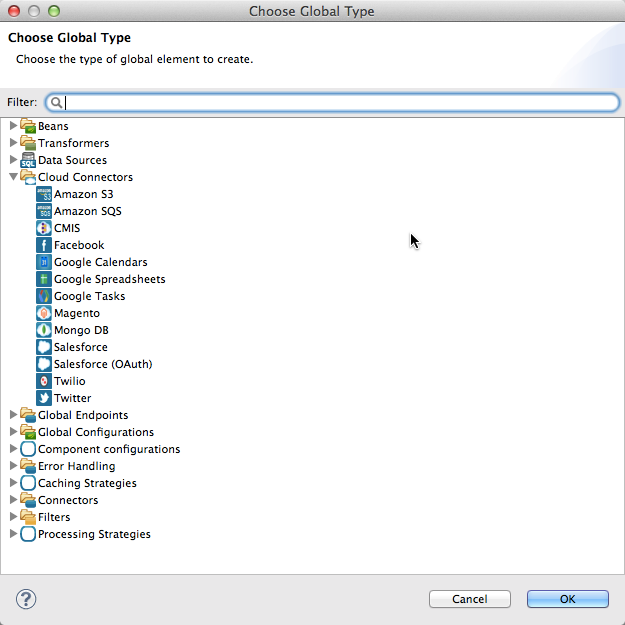 Choose Global Type
Choose Global Type
Choose the type of global element to create.
Filter:
Beans
Transformers
SQL Data Sources
Cloud Connectors
Amazon S3
Amazon SQS
CMIS
Facebook
Google Calendars
Google Spreadsheets
Google Tasks
Magento
Mongo DB
Salesforce
Salesforce (OAuth)
Twilio
Twitter
Global Endpoints
Global Configurations
Component configurations
Error Handling
Caching Strategies
Connectors
Filters
Processing Strategies
? Cancel OK